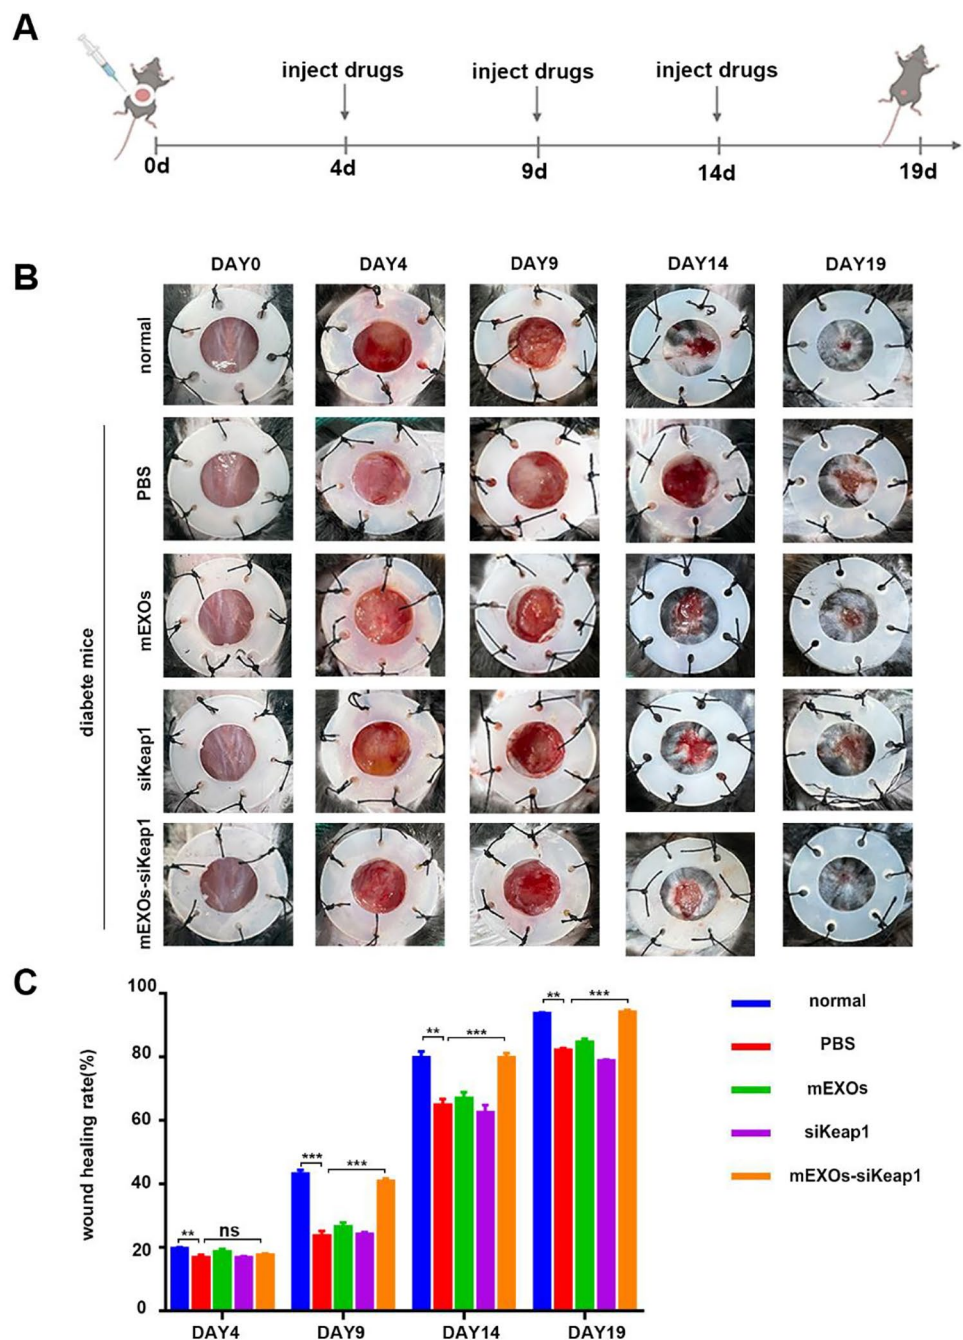 A
inject drugs
inject drugs
inject drugs
0d
4d
9d
14d
19d
B
DAY0
DAY4
DAY9
DAY14
DAY19
normal
PBS
mEXOs
siKeap1
mEXOs-siKeap1
diabete mice
C
wound healing rate(%)
100
80
60
40
20
0
**
ns
***
***
**
***
**
***
DAY4
DAY9
DAY14
DAY19
normal
PBS
mEXOs
siKeap1
mEXOs-siKeap1